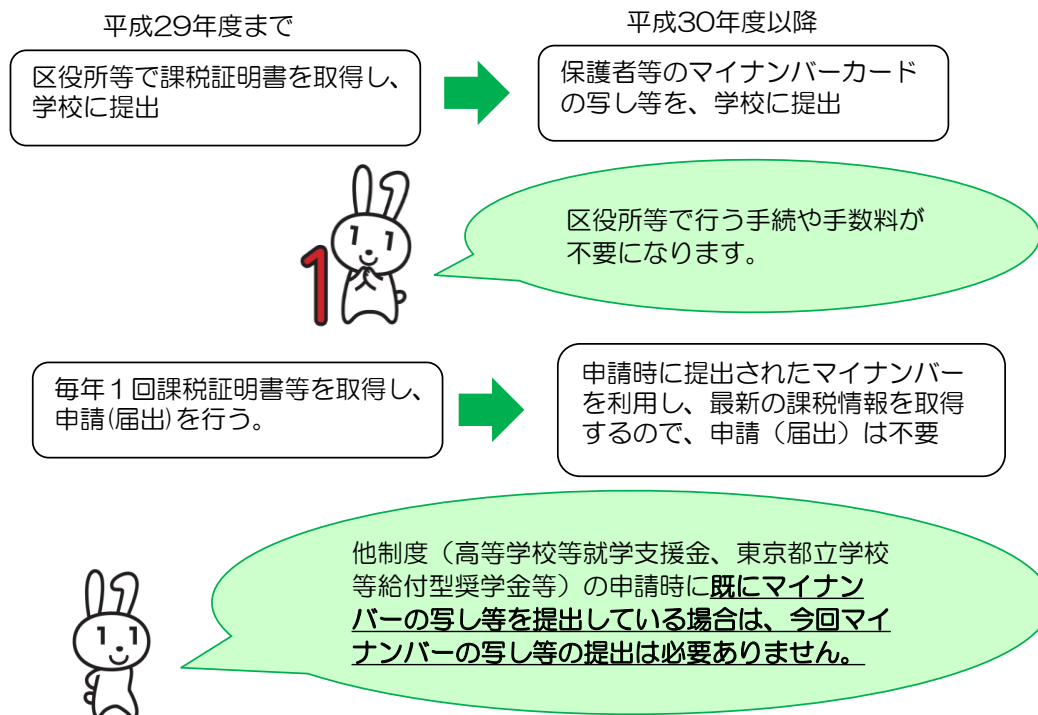 平成29年度まで
平成30年度以降
区役所等で課税証明書を取得し、
学校に提出
保護者等のマイナンバーカード
の写し等を、学校に提出
区役所等で行う手続や手数料が
不要になります。
1
毎年１回課税証明書等を取得し、
申請(届出)を行う。
申請時に提出されたマイナンバー
を利用し、最新の課税情報を取得
するので、申請（届出）は不要
他制度（高等学校等就学支援金、東京都立学校
等給付型奨学金等）の申請時に既にマイナン
バーの写し等を提出している場合は、今回マイ
ナンバーの写し等の提出は必要ありません。